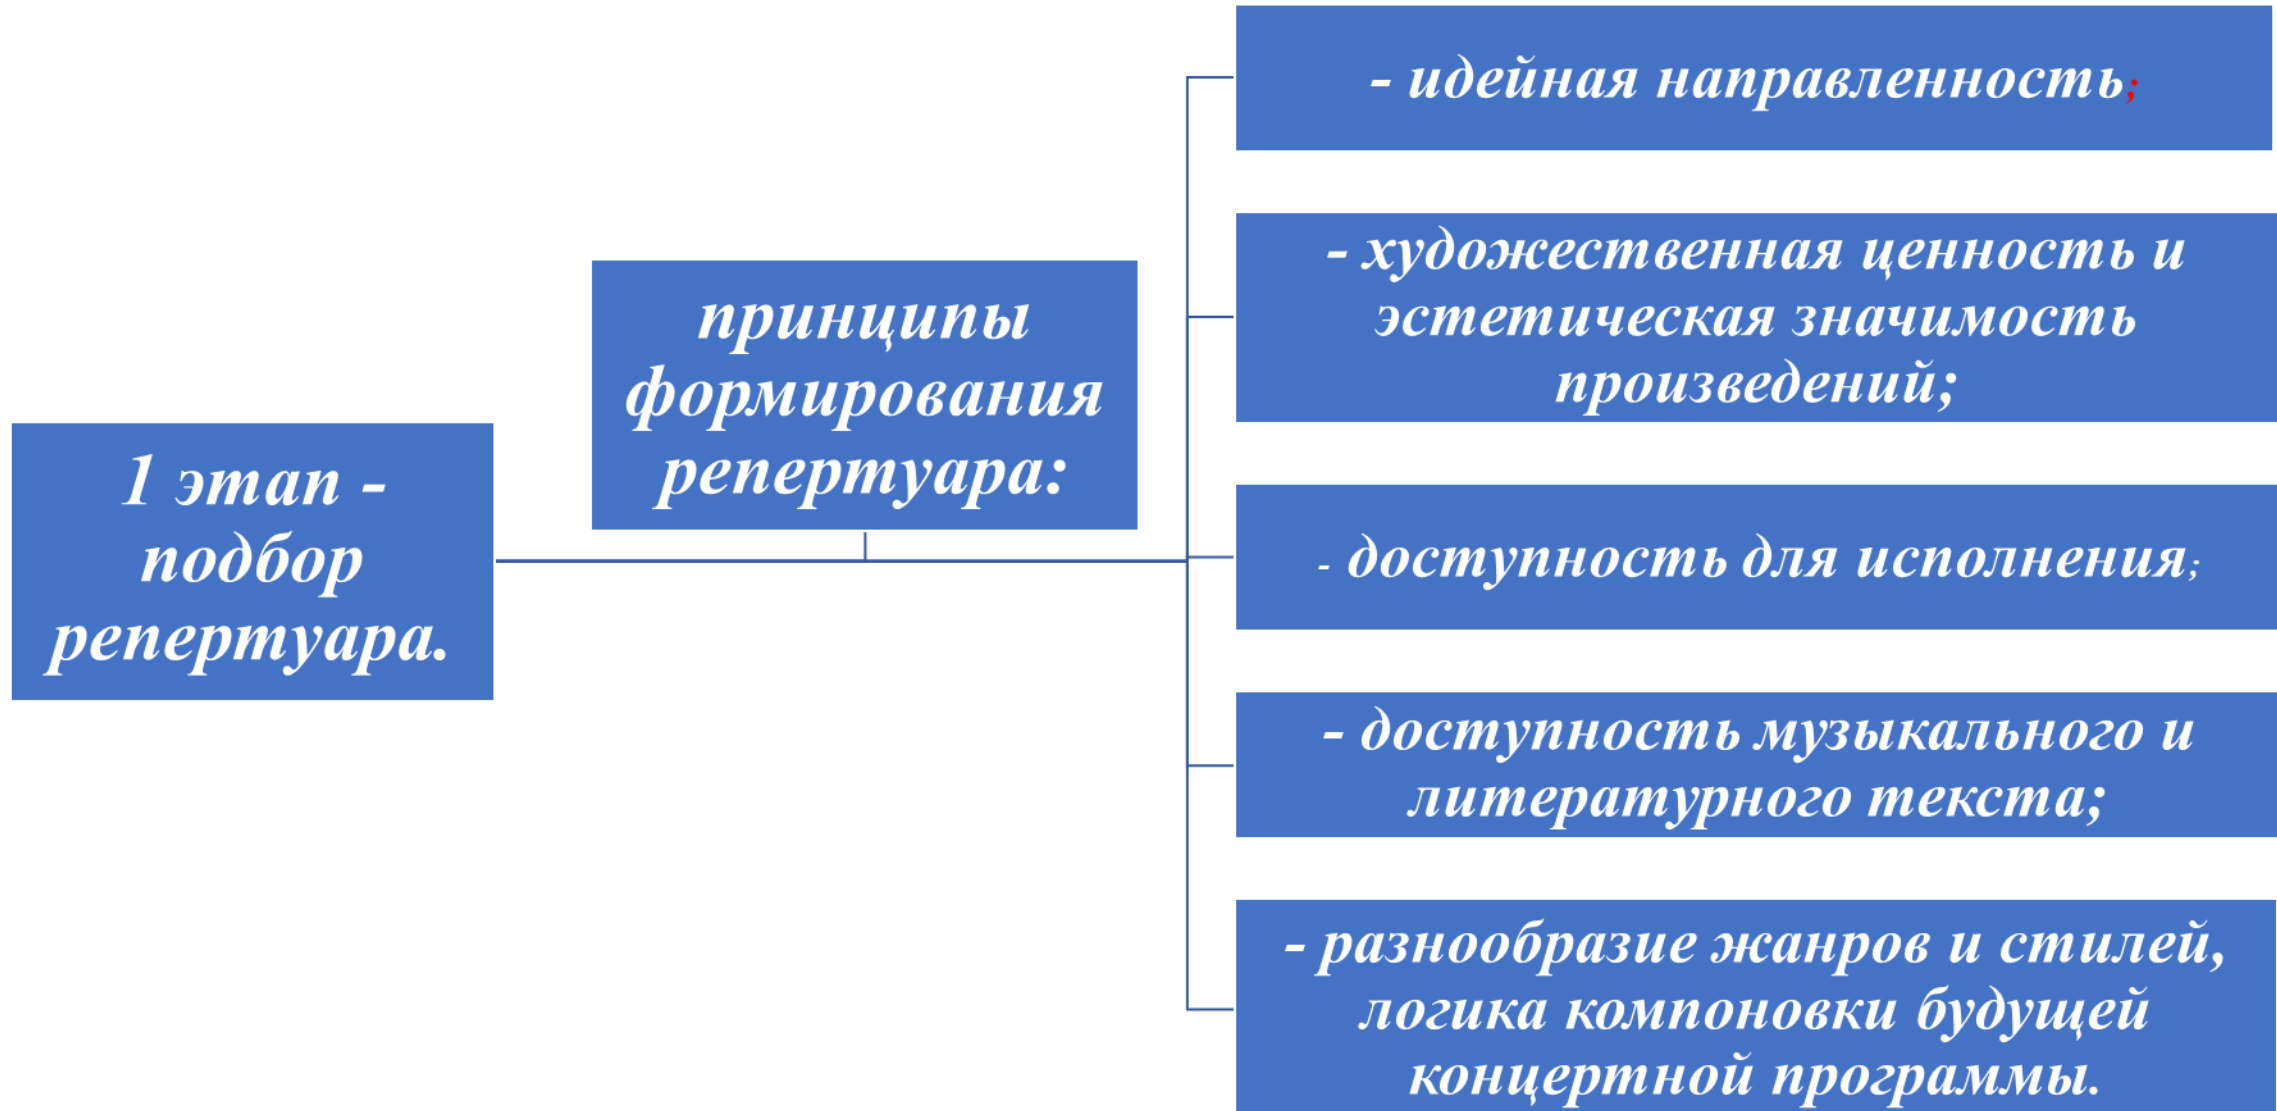 1 этап -
подбор
репертуара.
принципы
формирования
репертуара:
- идейная направленность;
- художественная ценность и
эстетическая значимость
произведений;
- доступность для исполнения;
- доступность музыкального и
литературного текста;
- разнообразие жанров и стилей,
логика компоновки будущей
концертной программы.